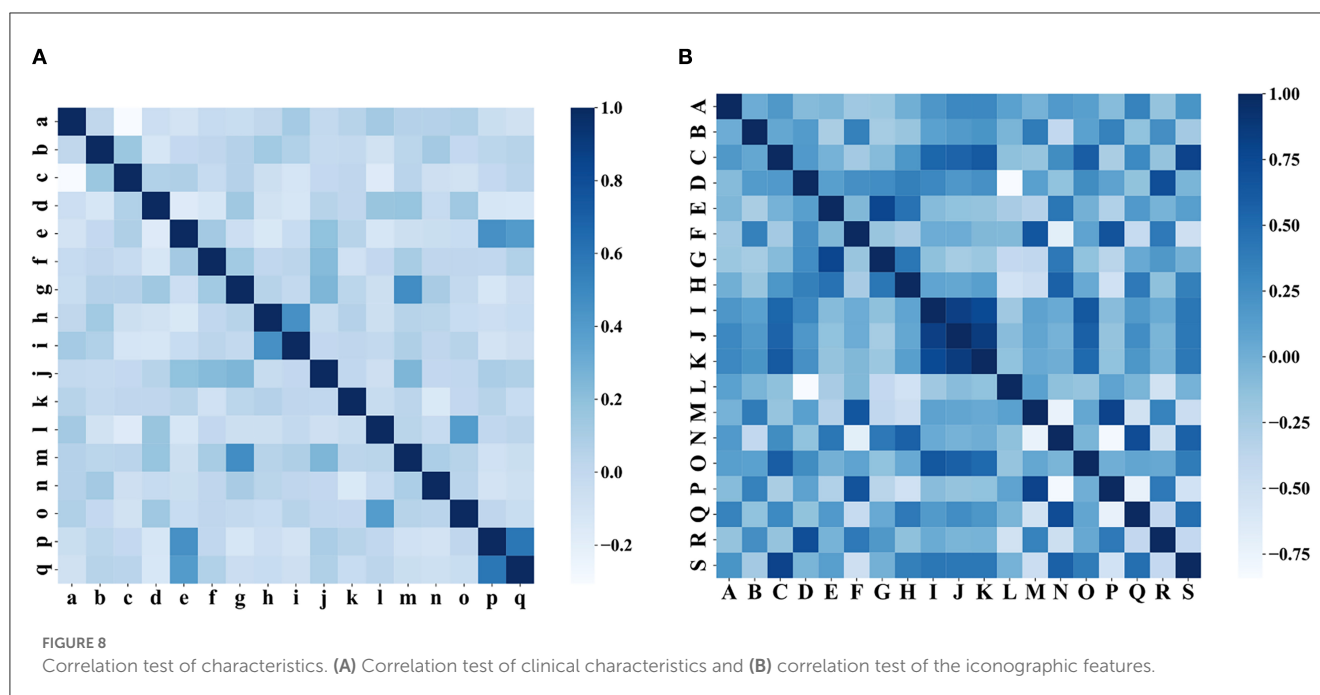 A
B
a
b
c
d
e
f
g
h
i
j
k
l
m
n
o
p
q
a b c d e f g h i j k l m n o p q
1.0
0.8
0.6
0.4
0.2
0.0
−0.2
A
B
C
D
E
F
G
H
I
J
K
L
M
N
O
P
Q
R
S
A B C D E F G H I J K L M N O P Q R S
1.00
0.75
0.50
0.25
0.00
−0.25
−0.50
−0.75
FIGURE 8
Correlation test of characteristics. (A) Correlation test of clinical characteristics and (B) correlation test of the iconographic features.